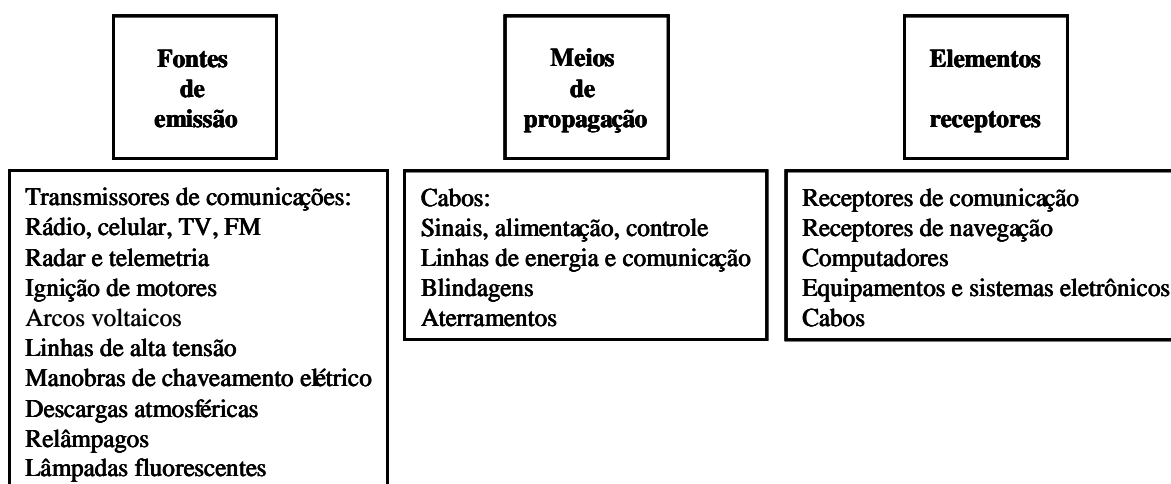 Fontes
de
emissão
Meios
de
propagação
Elementos
receptores
Transmissores de comunicações:
Rádio, celular, TV, FM
Radar e telemetria
Ignição de motores
Arcos voltaicos
Linhas de alta tensão
Manobras de chaveamento elétrico
Descargas atmosféricas
Relâmpagos
Lâmpadas fluorescentes
Cabos:
Sinais, alimentação, controle
Linhas de energia e comunicação
Blindagens
Aterramentos
Receptores de comunicação
Receptores de navegação
Computadores
Equipamentos e sistemas eletrônicos
Cabos